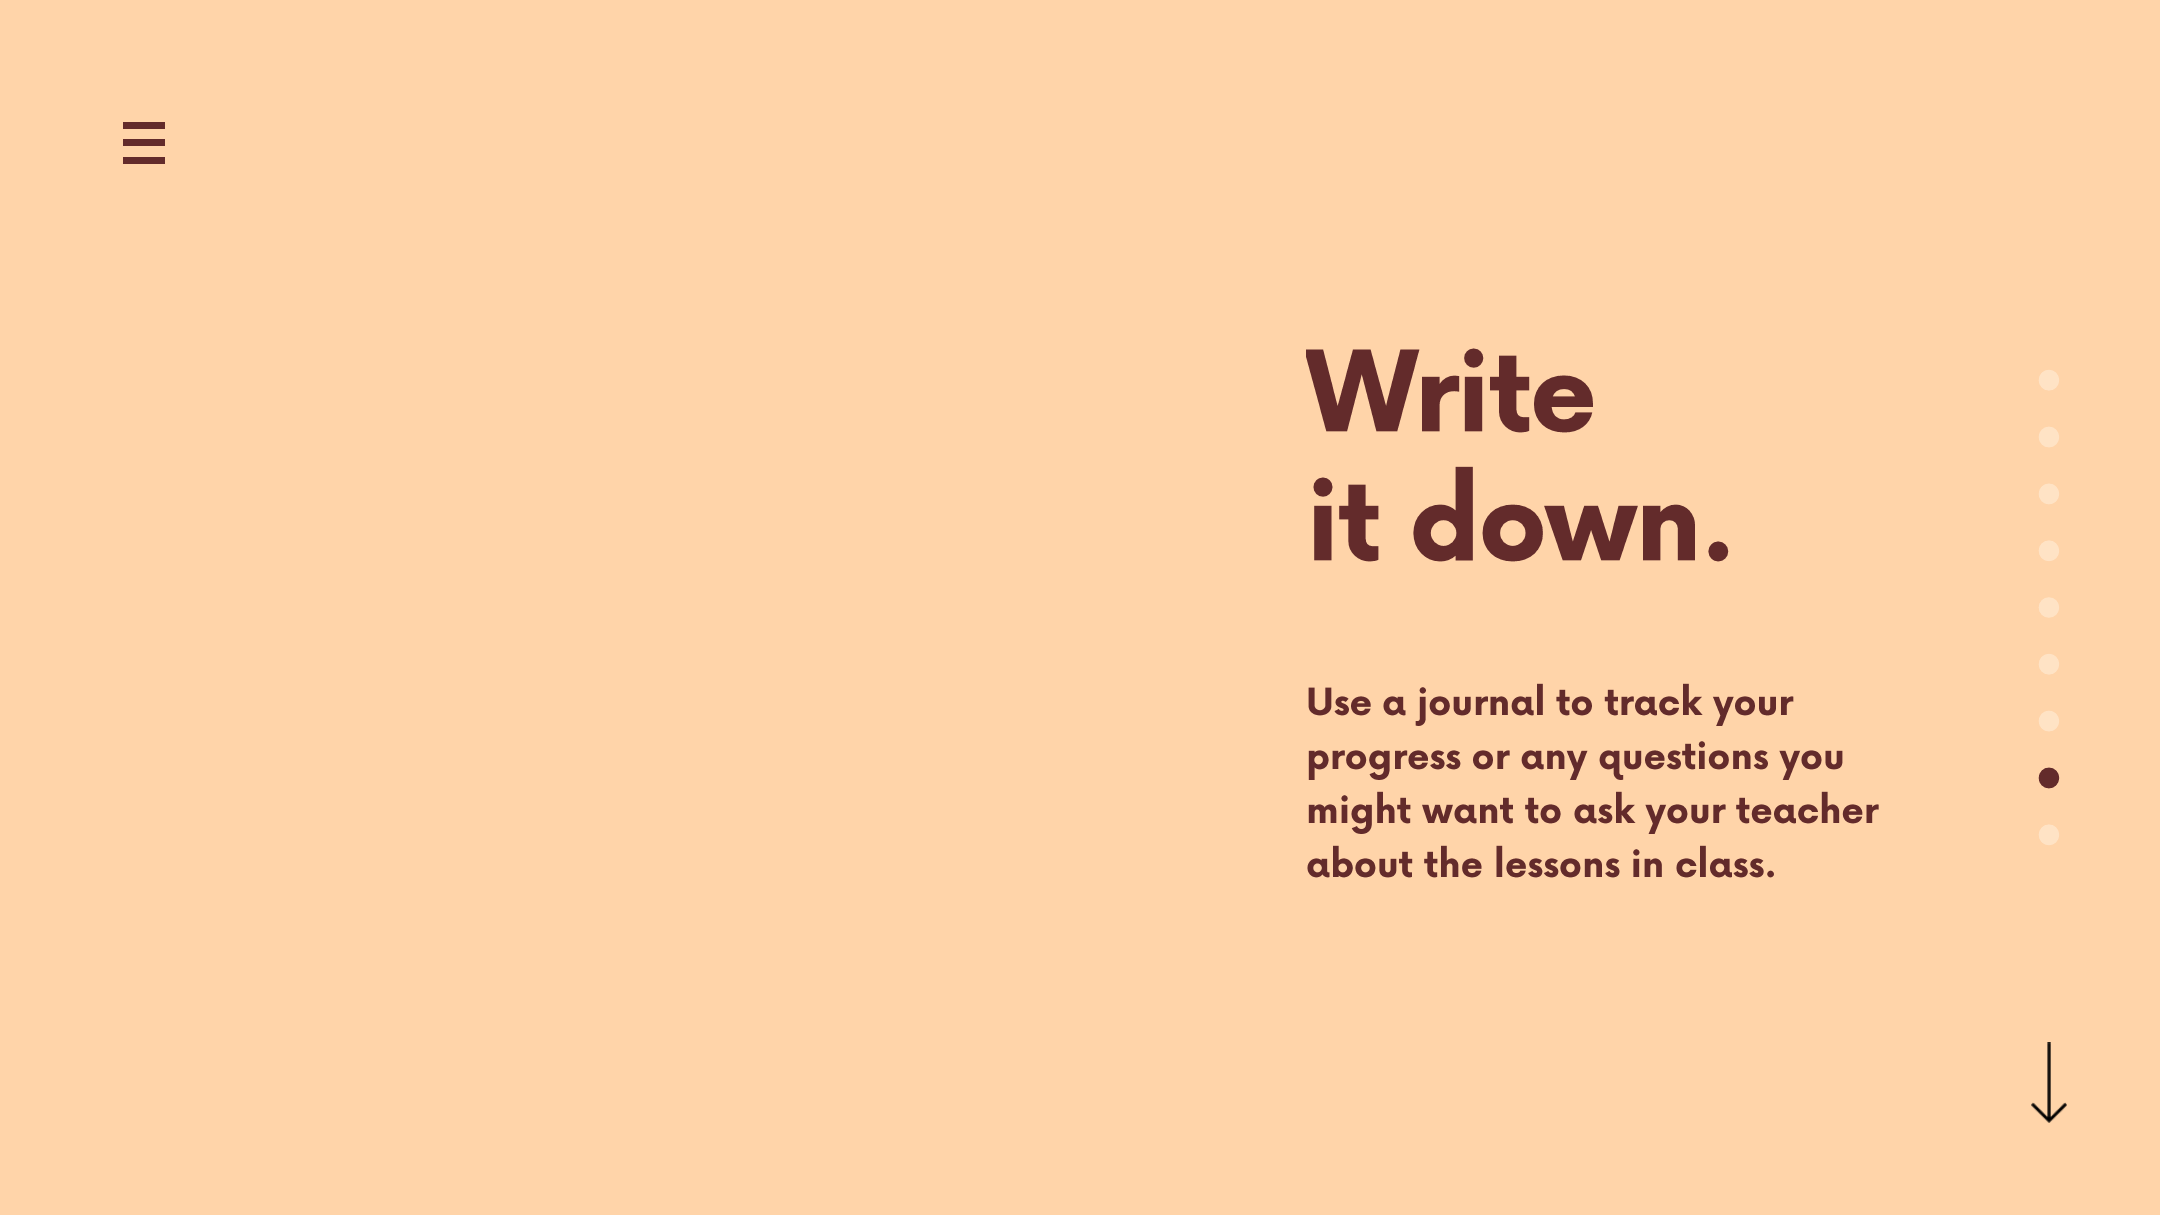 Write
it down.
Use a journal to track your
progress or any questions you
might want to ask your teacher
about the lessons in class.